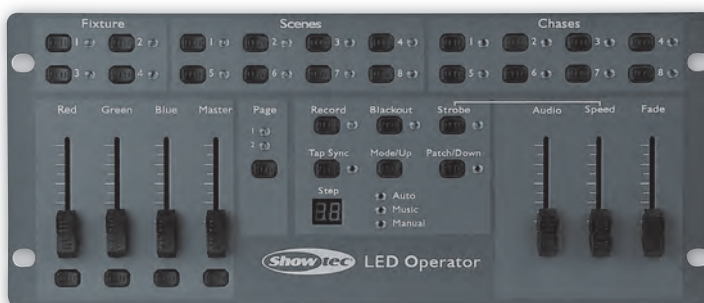 Fixture Scenes Chases
1 2 1 2 3 4 1 2 3 4
3 4 5 6 7 8 5 6 7 8
Red Green Blue Master Page Record Blackout Strobe Audio Speed Fade
1
2
Tap Sync Mode/Up Patch/Down
Step
38
Auto
Music
Manual
Showtec LED Operator